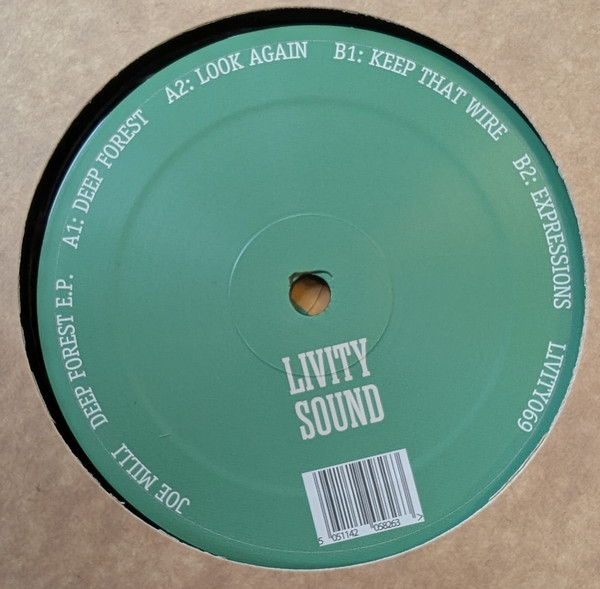 JOE MILLI
DEEP FOREST E.P.
A1: DEEP FOREST
A2: LOOK AGAIN
B1: KEEP THAT WIRE
B2: EXPRESSIONS
LIVITY069
LIVITY
SOUND
5 051142 058263 >